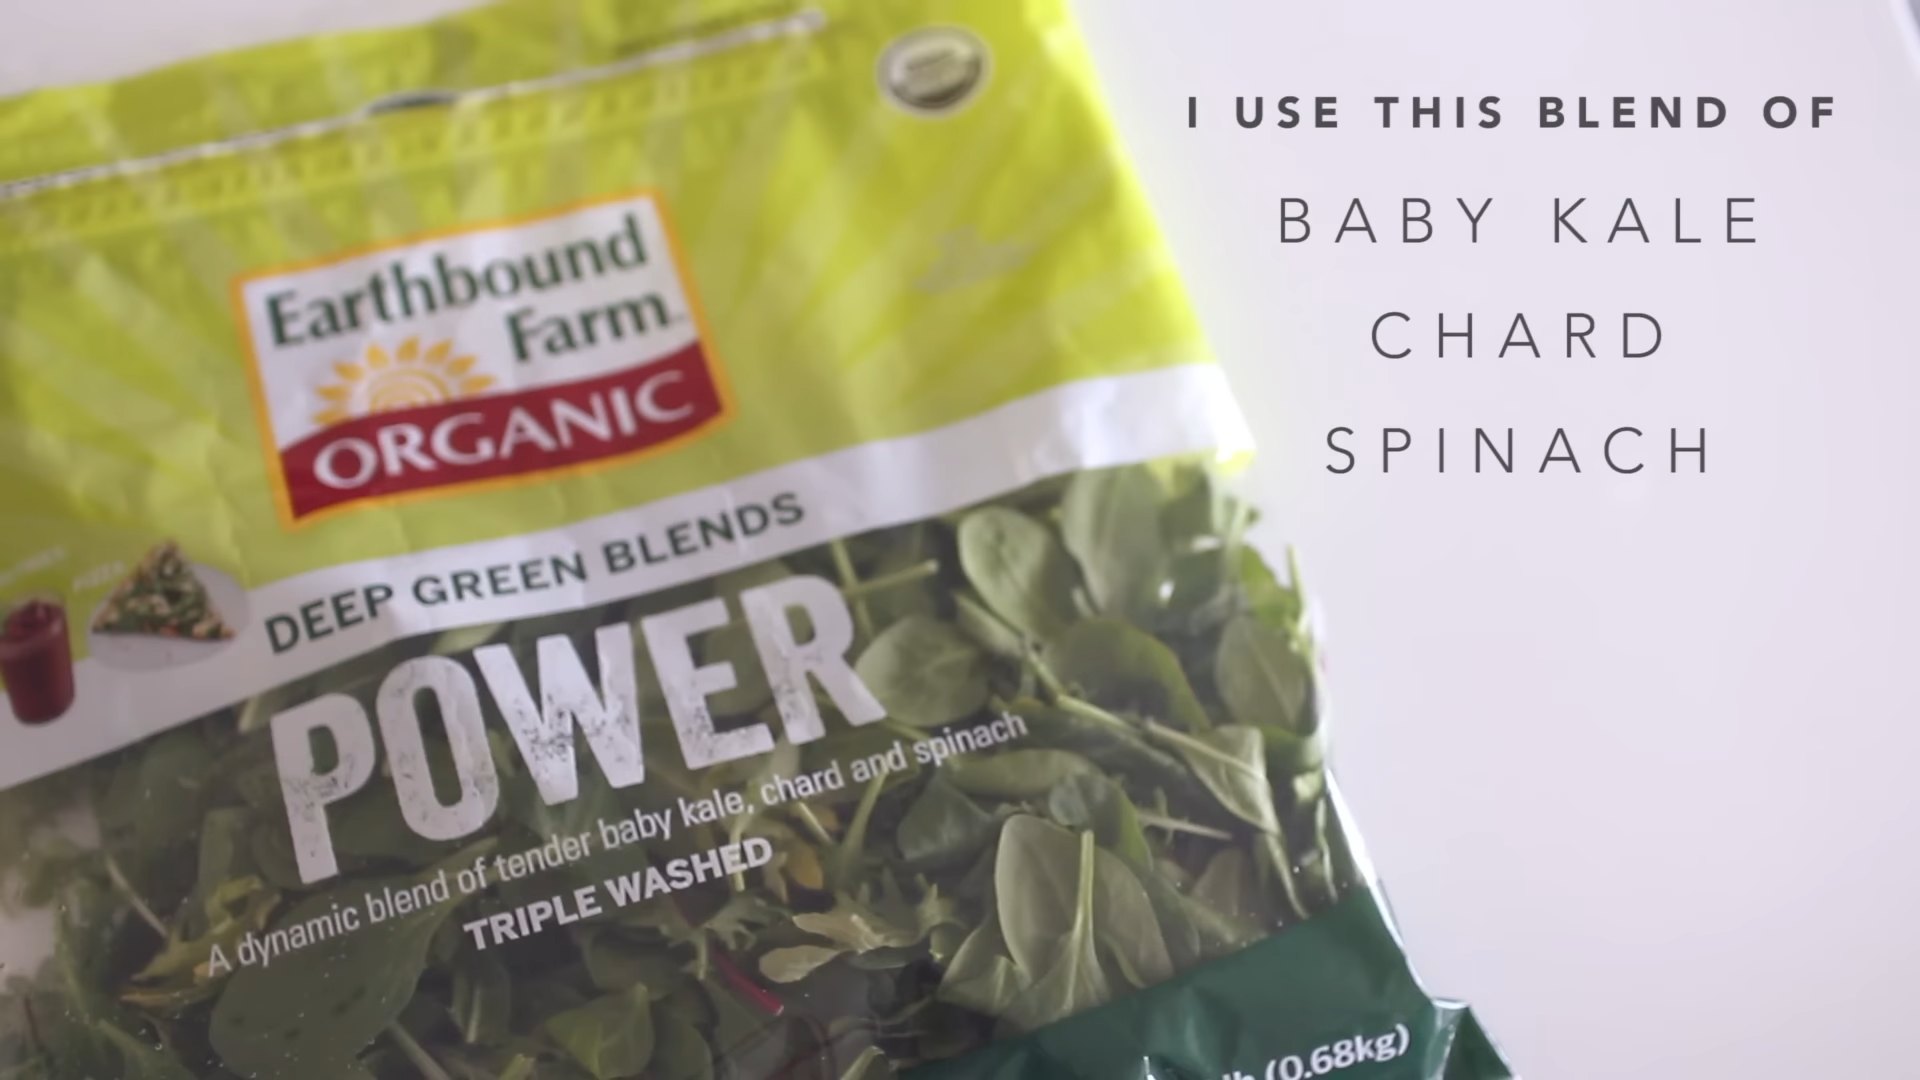 I USE THIS BLEND OF
BABY KALE
CHARD
SPINACH
Earthbound
Farm
ORGANIC
DEEP GREEN BLENDS
POWER
A dynamic blend of tender baby kale, chard and spinach
TRIPLE WASHED
lb (0.68kg)